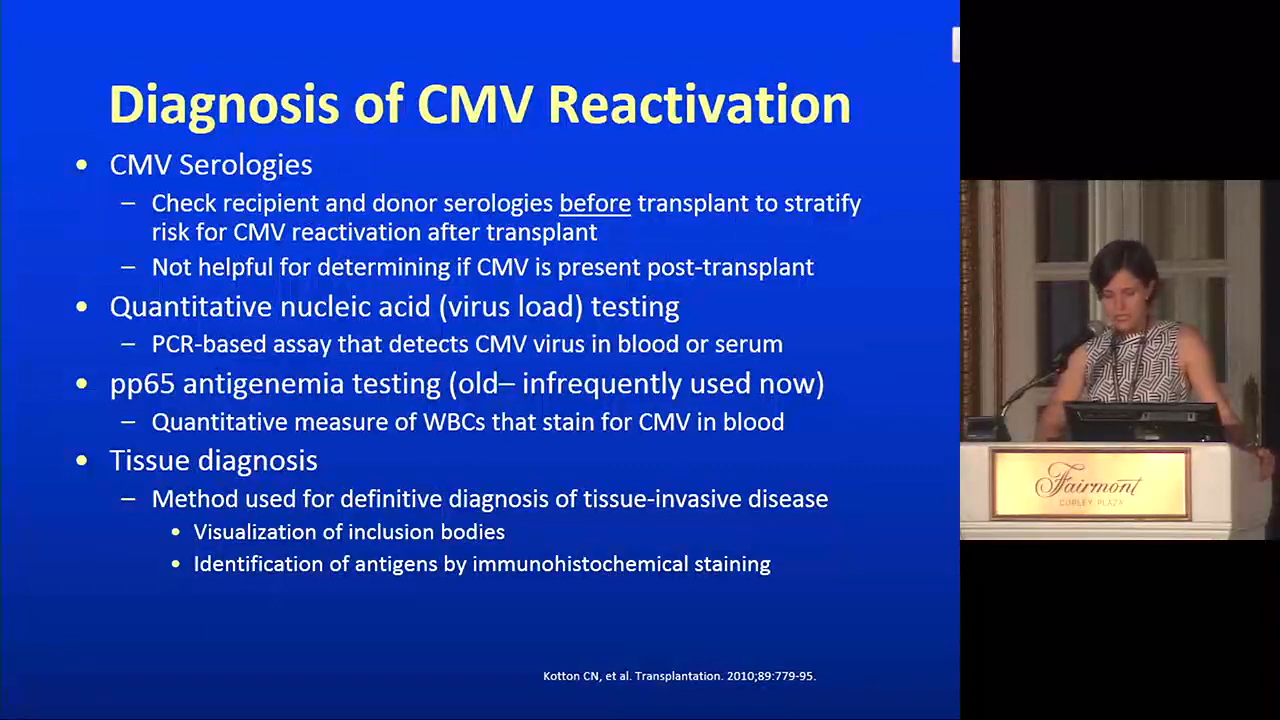 Diagnosis of CMV Reactivation
• CMV Serologies
– Check recipient and donor serologies before transplant to stratify
risk for CMV reactivation after transplant
– Not helpful for determining if CMV is present post-transplant
• Quantitative nucleic acid (virus load) testing
– PCR-based assay that detects CMV virus in blood or serum
• pp65 antigenemia testing (old– infrequently used now)
– Quantitative measure of WBCs that stain for CMV in blood
• Tissue diagnosis
– Method used for definitive diagnosis of tissue-invasive disease
• Visualization of inclusion bodies
• Identification of antigens by immunohistochemical staining
Kotton CN, et al. Transplantation. 2010;89:779-95.
Fairmont
COPLEY PLAZA